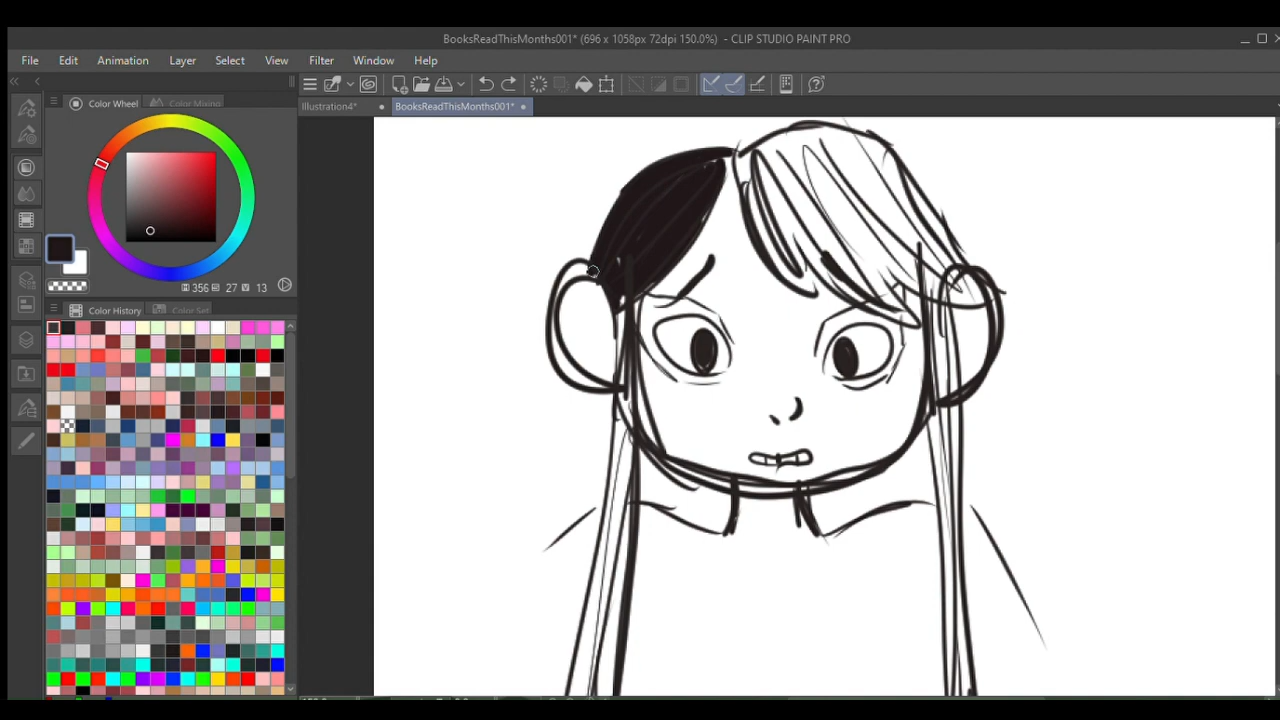 BooksReadThisMonths001* (696 x 1058px 72dpi 150.0%) - CLIP STUDIO PAINT PRO
File Edit Animation Layer Select View Filter Window Help
Color Wheel Color Mixing
Illustration4* BooksReadThisMonths001*
H 356 S 27 V 13
Color History Color Set